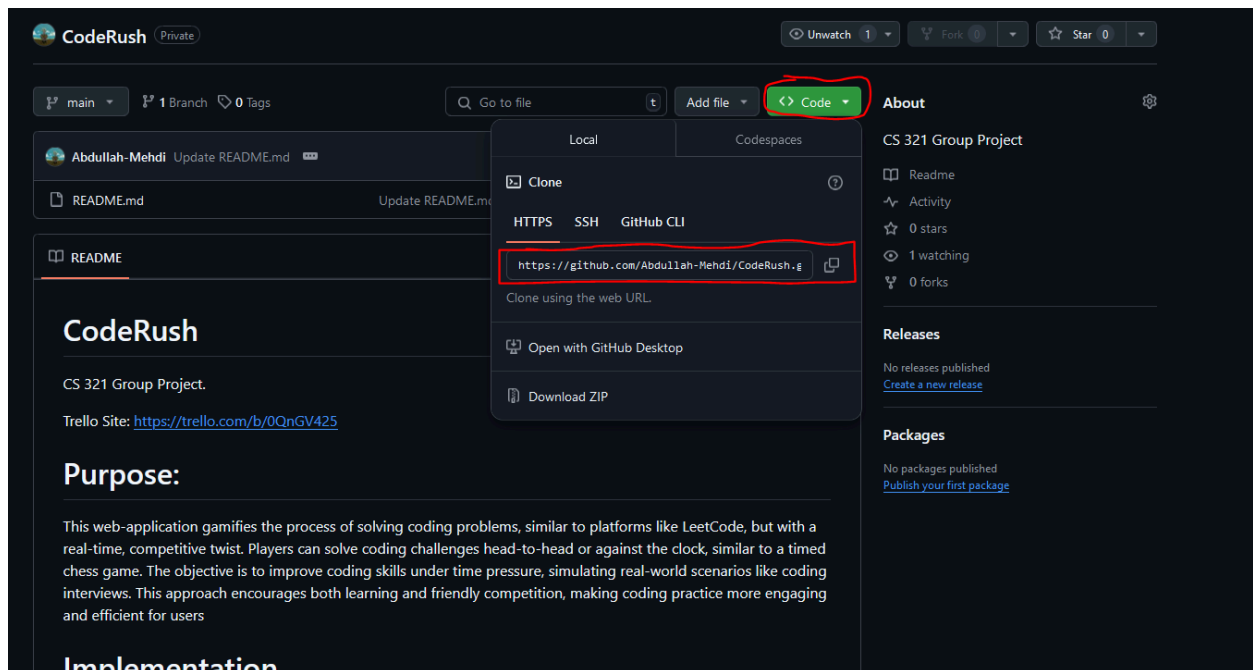 CodeRush Private
Unwatch 1
Fork 0
Star 0
main
1 Branch
0 Tags
Go to file t
Add file
<> Code
Abdullah-Mehdi Update README.md
README.md Update README.m
README
CodeRush
CS 321 Group Project.
Trello Site: https://trello.com/b/0QnGV425
Purpose:
This web-application gamifies the process of solving coding problems, similar to platforms like LeetCode, but with a
real-time, competitive twist. Players can solve coding challenges head-to-head or against the clock, similar to a timed
chess game. The objective is to improve coding skills under time pressure, simulating real-world scenarios like coding
interviews. This approach encourages both learning and friendly competition, making coding practice more engaging
and efficient for users
Implementation
Local Codespaces
Clone
HTTPS SSH GitHub CLI
https://github.com/Abdullah-Mehdi/CodeRush.g
Clone using the web URL.
Open with GitHub Desktop
Download ZIP
About
CS 321 Group Project
Readme
Activity
0 stars
1 watching
0 forks
Releases
No releases published
Create a new release
Packages
No packages published
Publish your first package